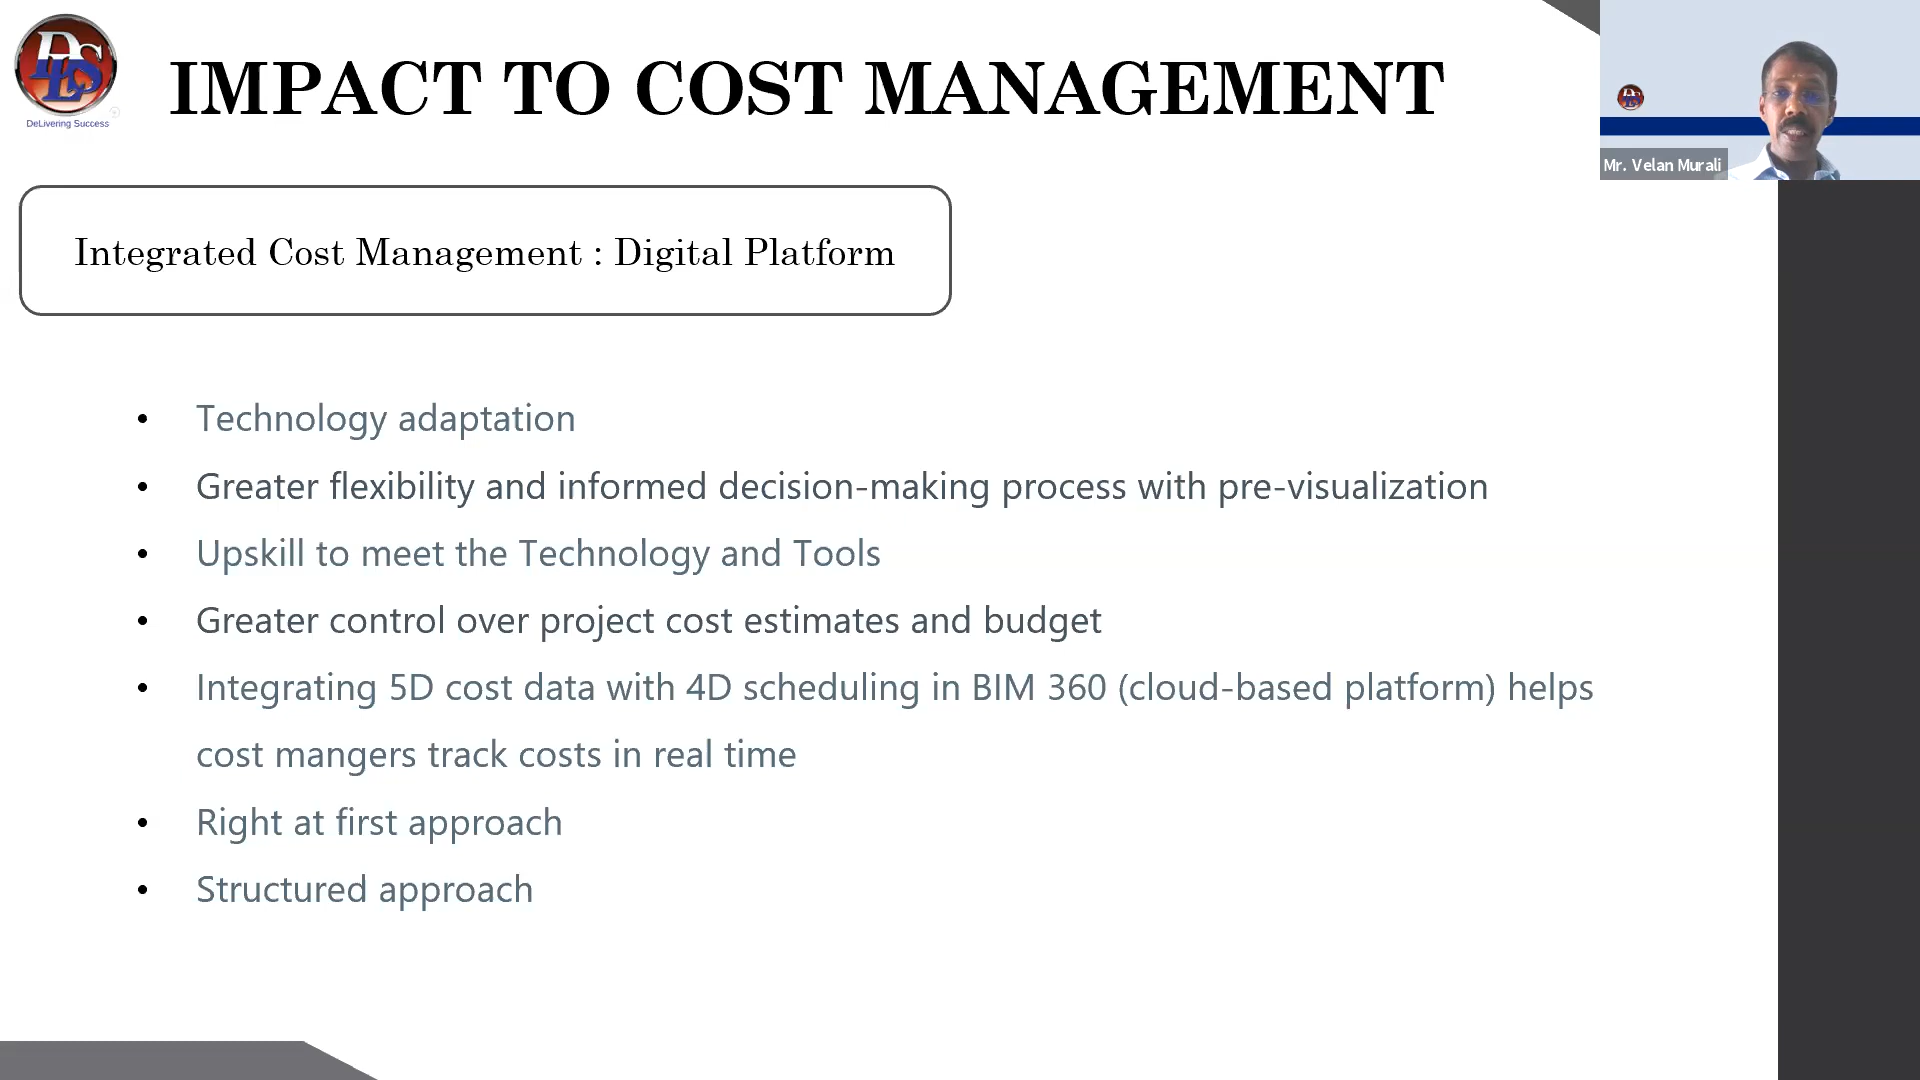 DLS
DeLivering Success
IMPACT TO COST MANAGEMENT
Mr. Velan Murali
Integrated Cost Management : Digital Platform
• Technology adaptation
• Greater flexibility and informed decision-making process with pre-visualization
• Upskill to meet the Technology and Tools
• Greater control over project cost estimates and budget
• Integrating 5D cost data with 4D scheduling in BIM 360 (cloud-based platform) helps
cost mangers track costs in real time
• Right at first approach
• Structured approach